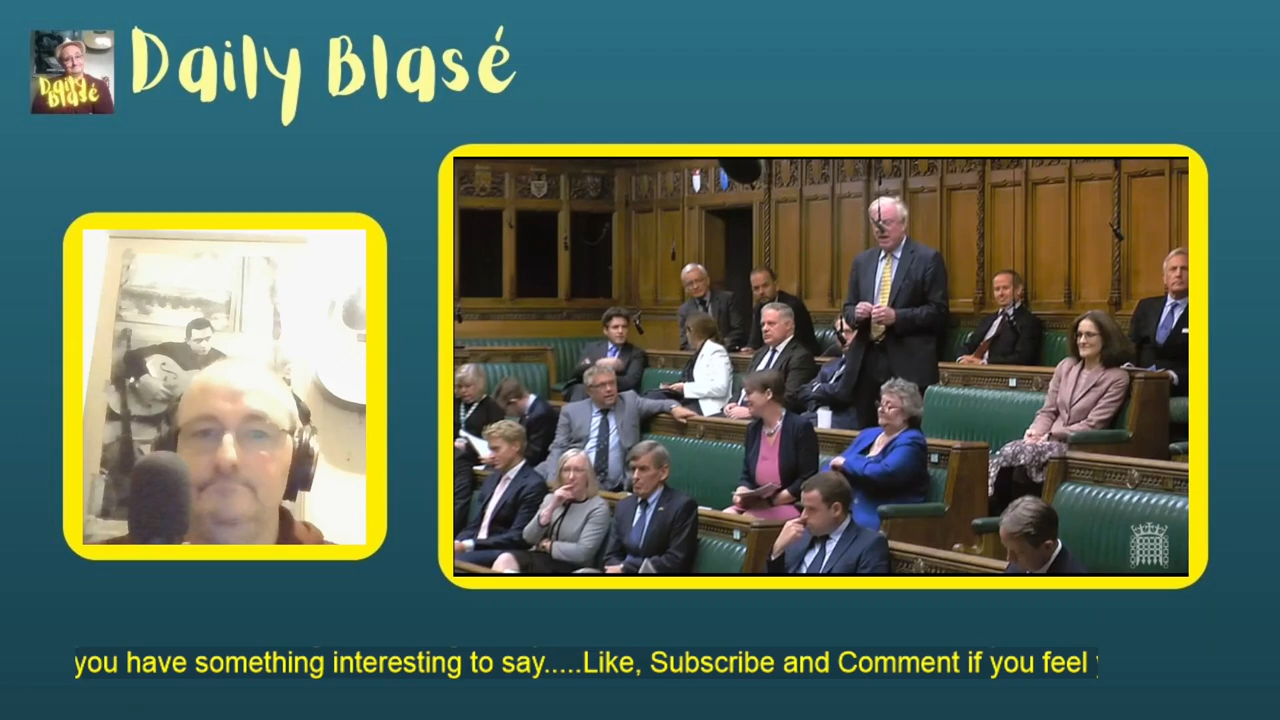 Daily Blasé
Daily
Blasé
you have something interesting to say.....Like, Subscribe and Comment if you feel